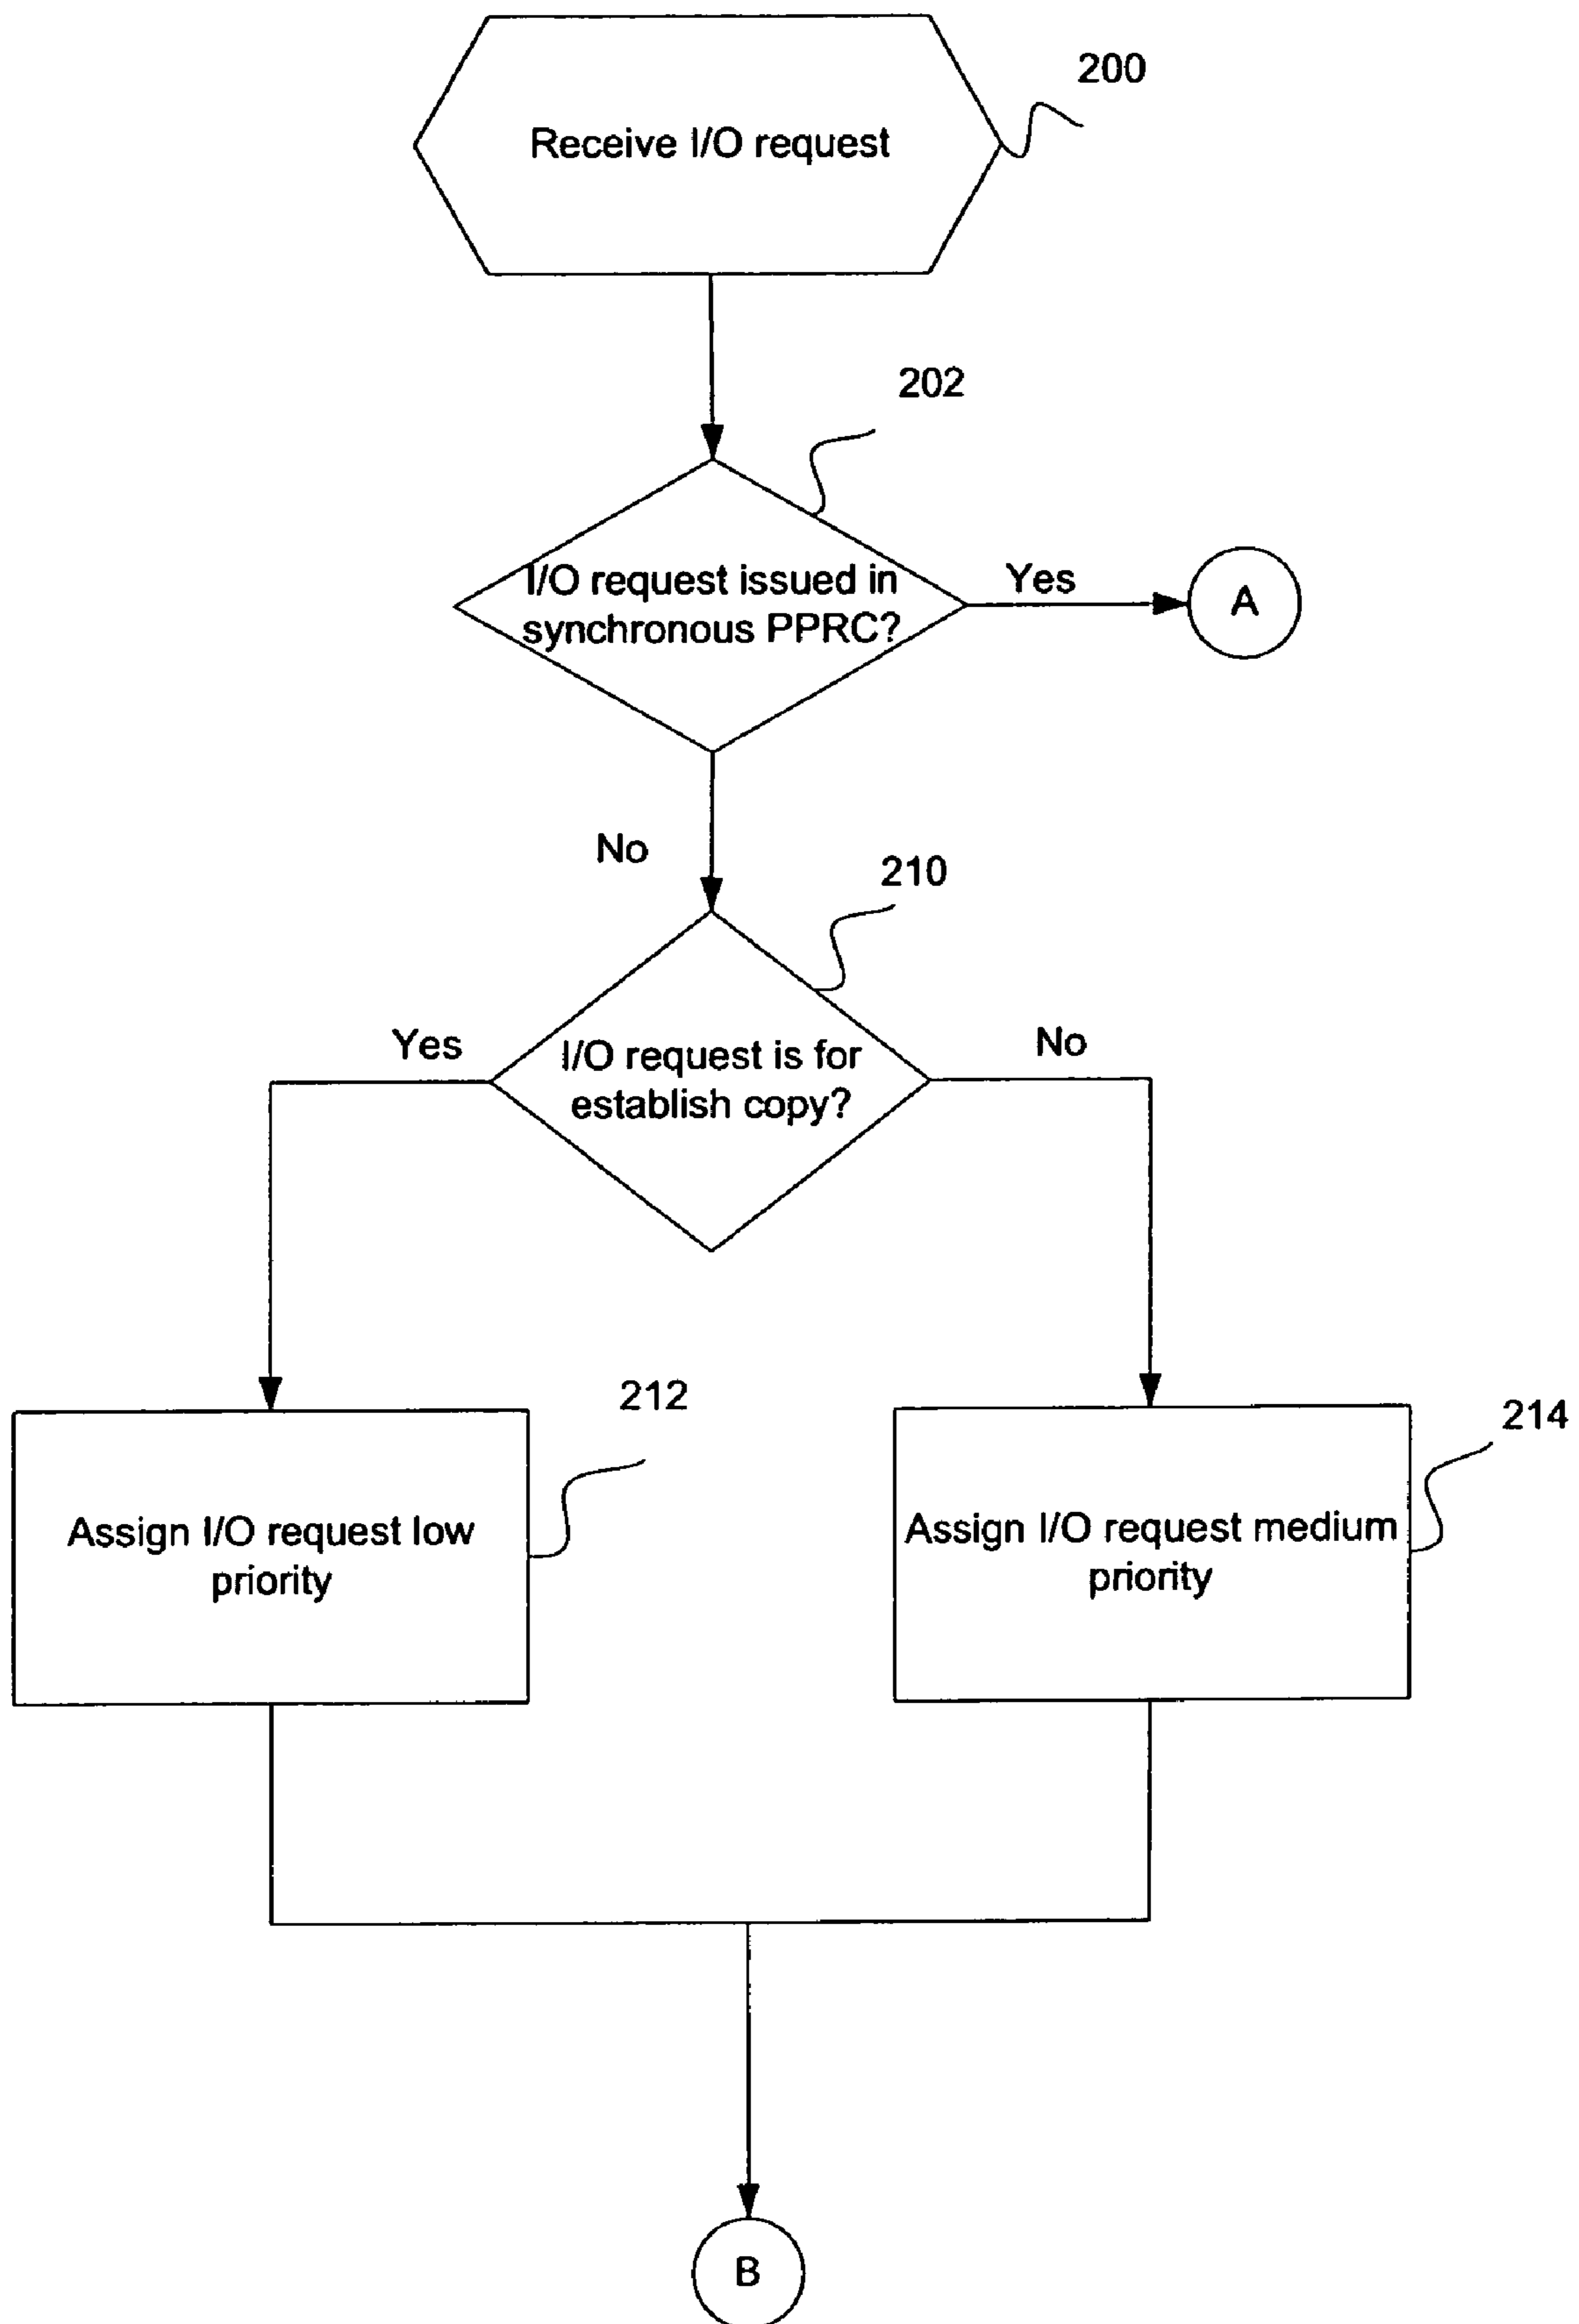 200
Receive I/O request
202
I/O request issued in
synchronous PPRC?
Yes
A
No
210
Yes
I/O request is for
establish copy?
No
212
Assign I/O request low
priority
214
Assign I/O request medium
priority
B